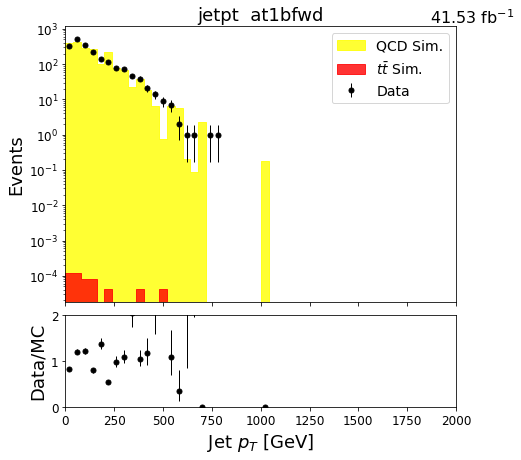 jetpt at1bfwd
41.53 fb⁻¹
QCD Sim.
tt̄ Sim.
Data
Events
10³
10²
10¹
10⁰
10⁻¹
10⁻²
10⁻³
10⁻⁴
Data/MC
2
1
0
0 250 500 750 1000 1250 1500 1750 2000
Jet p_T [GeV]